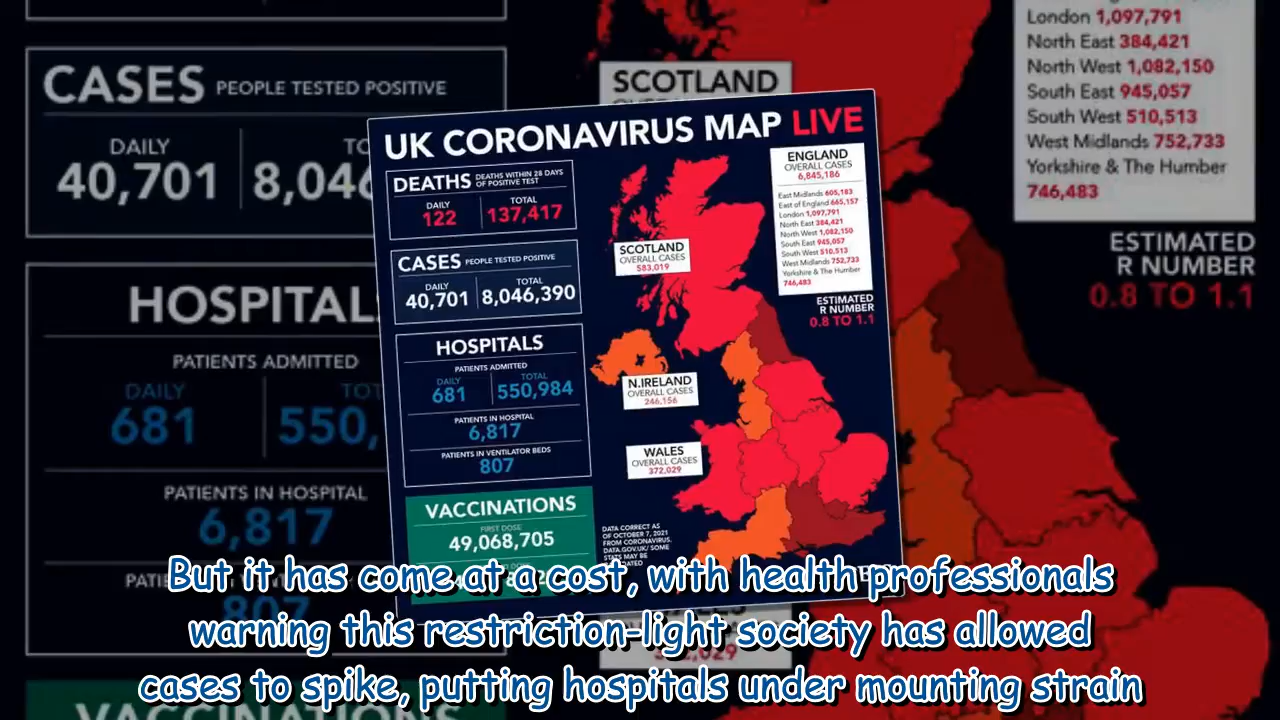 CASES PEOPLE TESTED POSITIVE
DAILY
40,701
HOSPITALS
PATIENTS ADMITTED
DAILY
681
550,
PATIENTS IN HOSPITAL
6,817
807
VACCINATIONS
SCOTLAND
London 1,097,791
North East 384,421
North West 1,082,150
South East 945,057
South West 510,513
West Midlands 752,733
Yorkshire & The Humber
746,483
ESTIMATED
R NUMBER
0.8 TO 1.1
UK CORONAVIRUS MAP LIVE
DEATHS DEATHS WITHIN 28 DAYS
OF POSITIVE TEST
DAILY TOTAL
122 137,417
CASES PEOPLE TESTED POSITIVE
DAILY TOTAL
40,701 8,046,390
HOSPITALS
PATIENTS ADMITTED
DAILY TOTAL
681 550,984
PATIENTS IN HOSPITAL
6,817
PATIENTS IN VENTILATOR BEDS
807
VACCINATIONS
FIRST DOSE
49,068,705
SCOTLAND
OVERALL CASES
583,019
N.IRELAND
OVERALL CASES
246,156
WALES
OVERALL CASES
372,029
ENGLAND
OVERALL CASES
6,845,186
East Midlands 605,183
East of England 665,157
London 1,097,791
North East 384,421
North West 1,082,150
South East 945,057
South West 510,513
West Midlands 752,733
Yorkshire & The Humber
746,483
ESTIMATED
R NUMBER
0.8 TO 1.1
DATA CORRECT AS
OF OCTOBER 7, 2021
FROM CORONAVIRUS.
DATA.GOV.UK/ SOME
STATS MAY BE
But it has come at a cost, with health professionals
warning this restriction-light society has allowed
cases to spike, putting hospitals under mounting strain